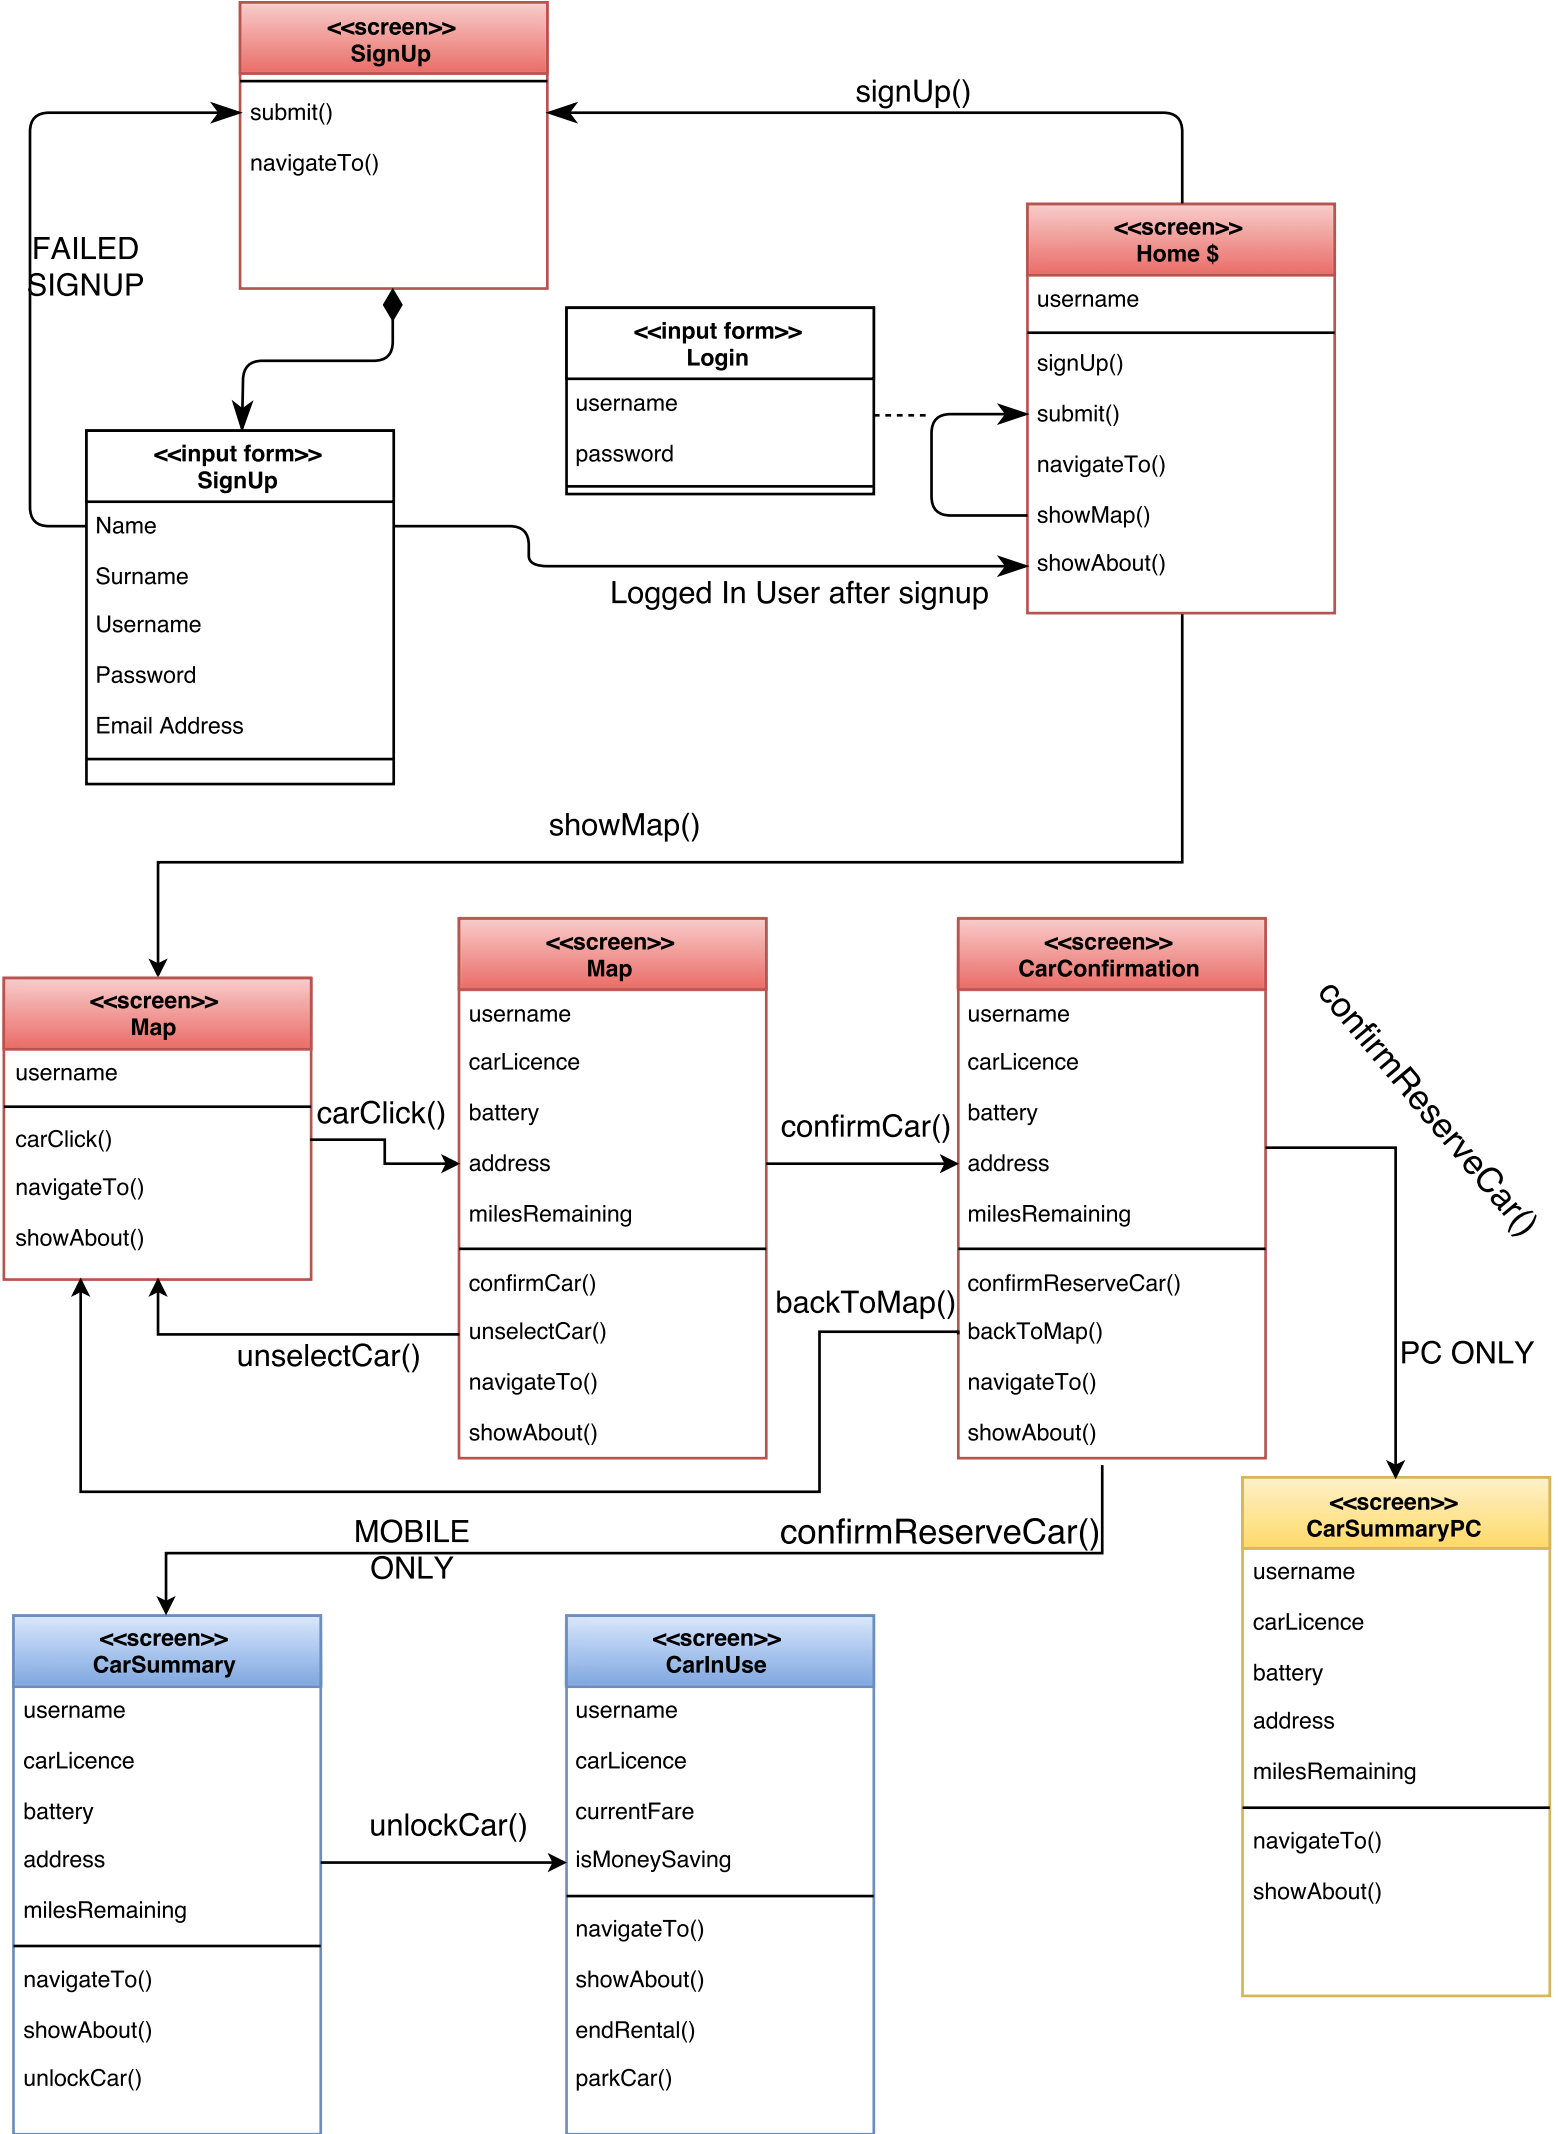 <<screen>>
SignUp
submit()
navigateTo()
signUp()
FAILED
SIGNUP
<<screen>>
Home $
username
signUp()
submit()
navigateTo()
showMap()
showAbout()
<<input form>>
Login
username
password
<<input form>>
SignUp
Name
Surname
Username
Password
Email Address
Logged In User after signup
showMap()
<<screen>>
Map
username
carClick()
navigateTo()
showAbout()
carClick()
<<screen>>
Map
username
carLicence
battery
address
milesRemaining
confirmCar()
unselectCar()
navigateTo()
showAbout()
unselectCar()
confirmCar()
<<screen>>
CarConfirmation
username
carLicence
battery
address
milesRemaining
confirmReserveCar()
backToMap()
navigateTo()
showAbout()
backToMap()
confirmReserveCar()
PC ONLY
MOBILE
ONLY
confirmReserveCar()
<<screen>>
CarSummaryPC
username
carLicence
battery
address
milesRemaining
navigateTo()
showAbout()
<<screen>>
CarSummary
username
carLicence
battery
address
milesRemaining
navigateTo()
showAbout()
unlockCar()
unlockCar()
<<screen>>
CarInUse
username
carLicence
currentFare
isMoneySaving
navigateTo()
showAbout()
endRental()
parkCar()